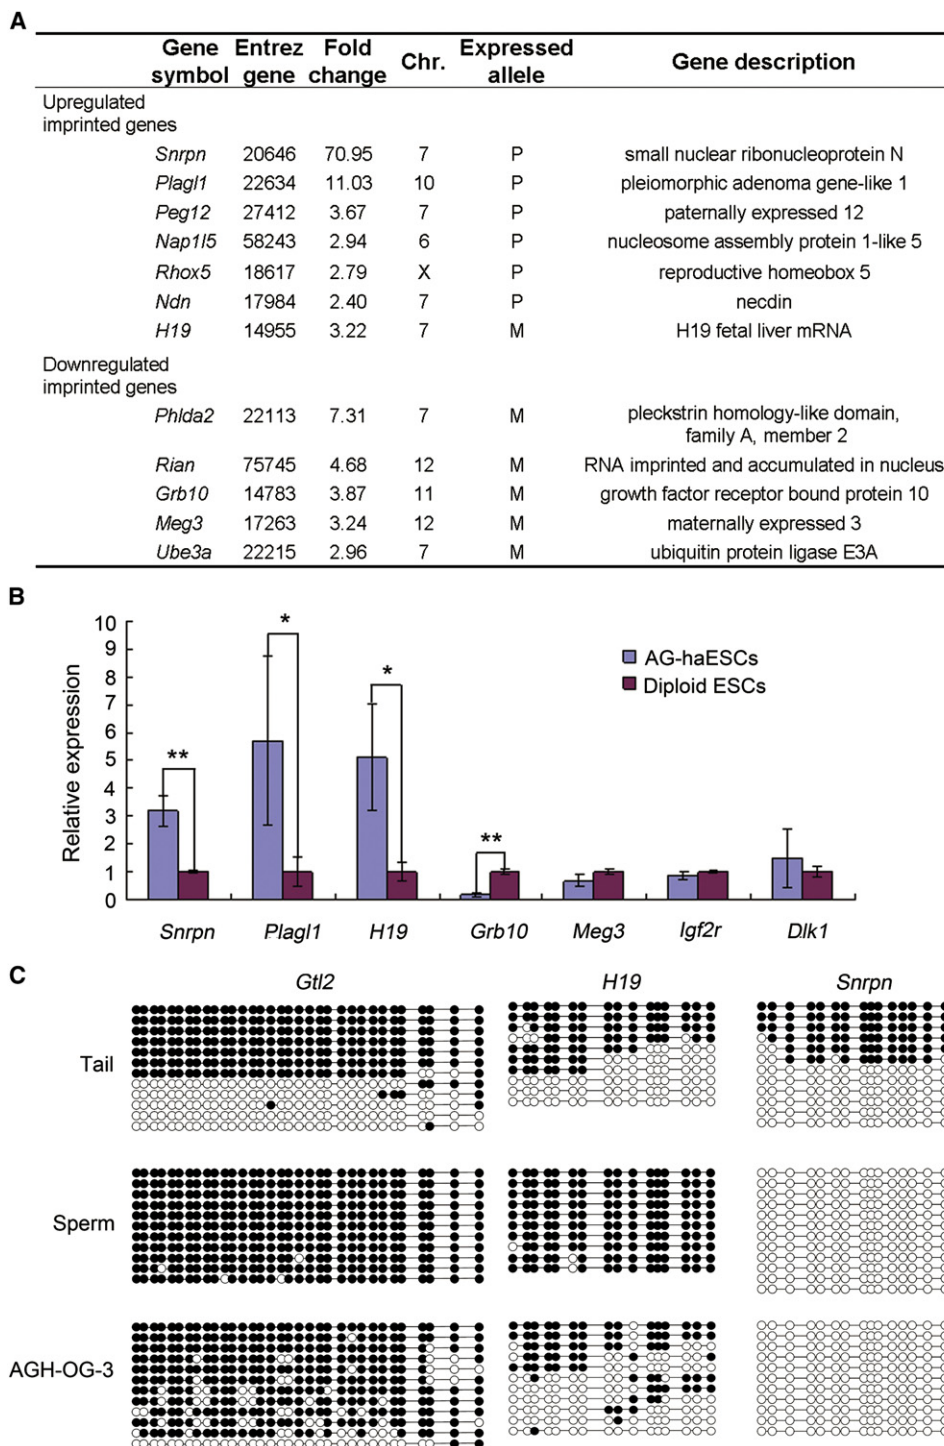 A
Gene symbol Entrez gene Fold change Chr. Expressed allele Gene description
Upregulated
imprinted genes
Snrpn 20646 70.95 7 P small nuclear ribonucleoprotein N
Plagl1 22634 11.03 10 P pleiomorphic adenoma gene-like 1
Peg12 27412 3.67 7 P paternally expressed 12
Nap1l5 58243 2.94 6 P nucleosome assembly protein 1-like 5
Rhox5 18617 2.79 X P reproductive homeobox 5
Ndn 17984 2.40 7 P necdin
H19 14955 3.22 7 M H19 fetal liver mRNA
Downregulated
imprinted genes
Phlda2 22113 7.31 7 M pleckstrin homology-like domain,
family A, member 2
Rian 75745 4.68 12 M RNA imprinted and accumulated in nucleus
Grb10 14783 3.87 11 M growth factor receptor bound protein 10
Meg3 17263 3.24 12 M maternally expressed 3
Ube3a 22215 2.96 7 M ubiquitin protein ligase E3A
B
Relative expression
10
9
8
7
6
5
4
3
2
1
0
**
*
*
**
AG-haESCs
Diploid ESCs
Snrpn Plagl1 H19 Grb10 Meg3 Igf2r Dlk1
C
Gtl2 H19 Snrpn
Tail
Sperm
AGH-OG-3